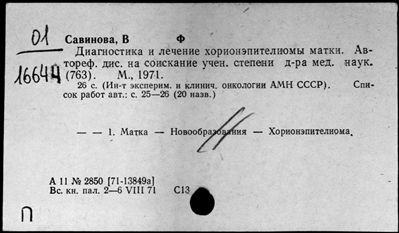 01
Савинова, В Ф
Диагностика и лечение хорионэпителиомы матки. Ав-
тореф. дис. на соискание учен. степени д-ра мед. наук.
16644
(763). М., 1971.
26 с. (Ин-т эксперим. и клинич. онкологии АМН СССР). Спи-
сок работ авт.: с. 25—26 (20 назв.)
— — 1. Матка — Новообразования — Хорионэпителиома.
А 11 № 2850 [71-13849а]
Вс. кн. пал. 2—6 VIII 71 С13
П